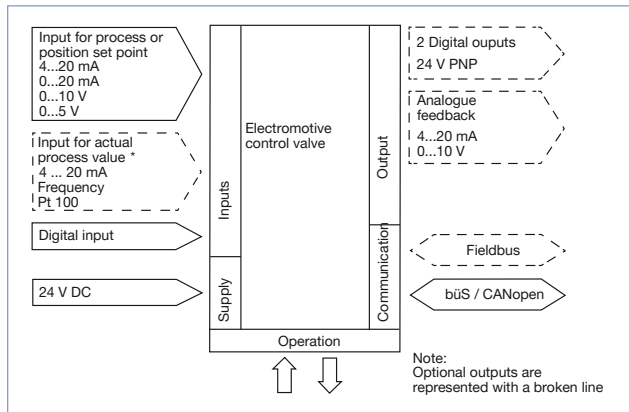 Input for process or
position set point
4...20 mA
0...20 mA
0...10 V
0...5 V
Input for actual
process value *
4 ... 20 mA
Frequency
Pt 100
Digital input
24 V DC
Inputs
Supply
Electromotive
control valve
Operation
Output
Communication
2 Digital ouputs
24 V PNP
Analogue
feedback
4...20 mA
0...10 V
Fieldbus
büS / CANopen
Note:
Optional outputs are
represented with a broken line